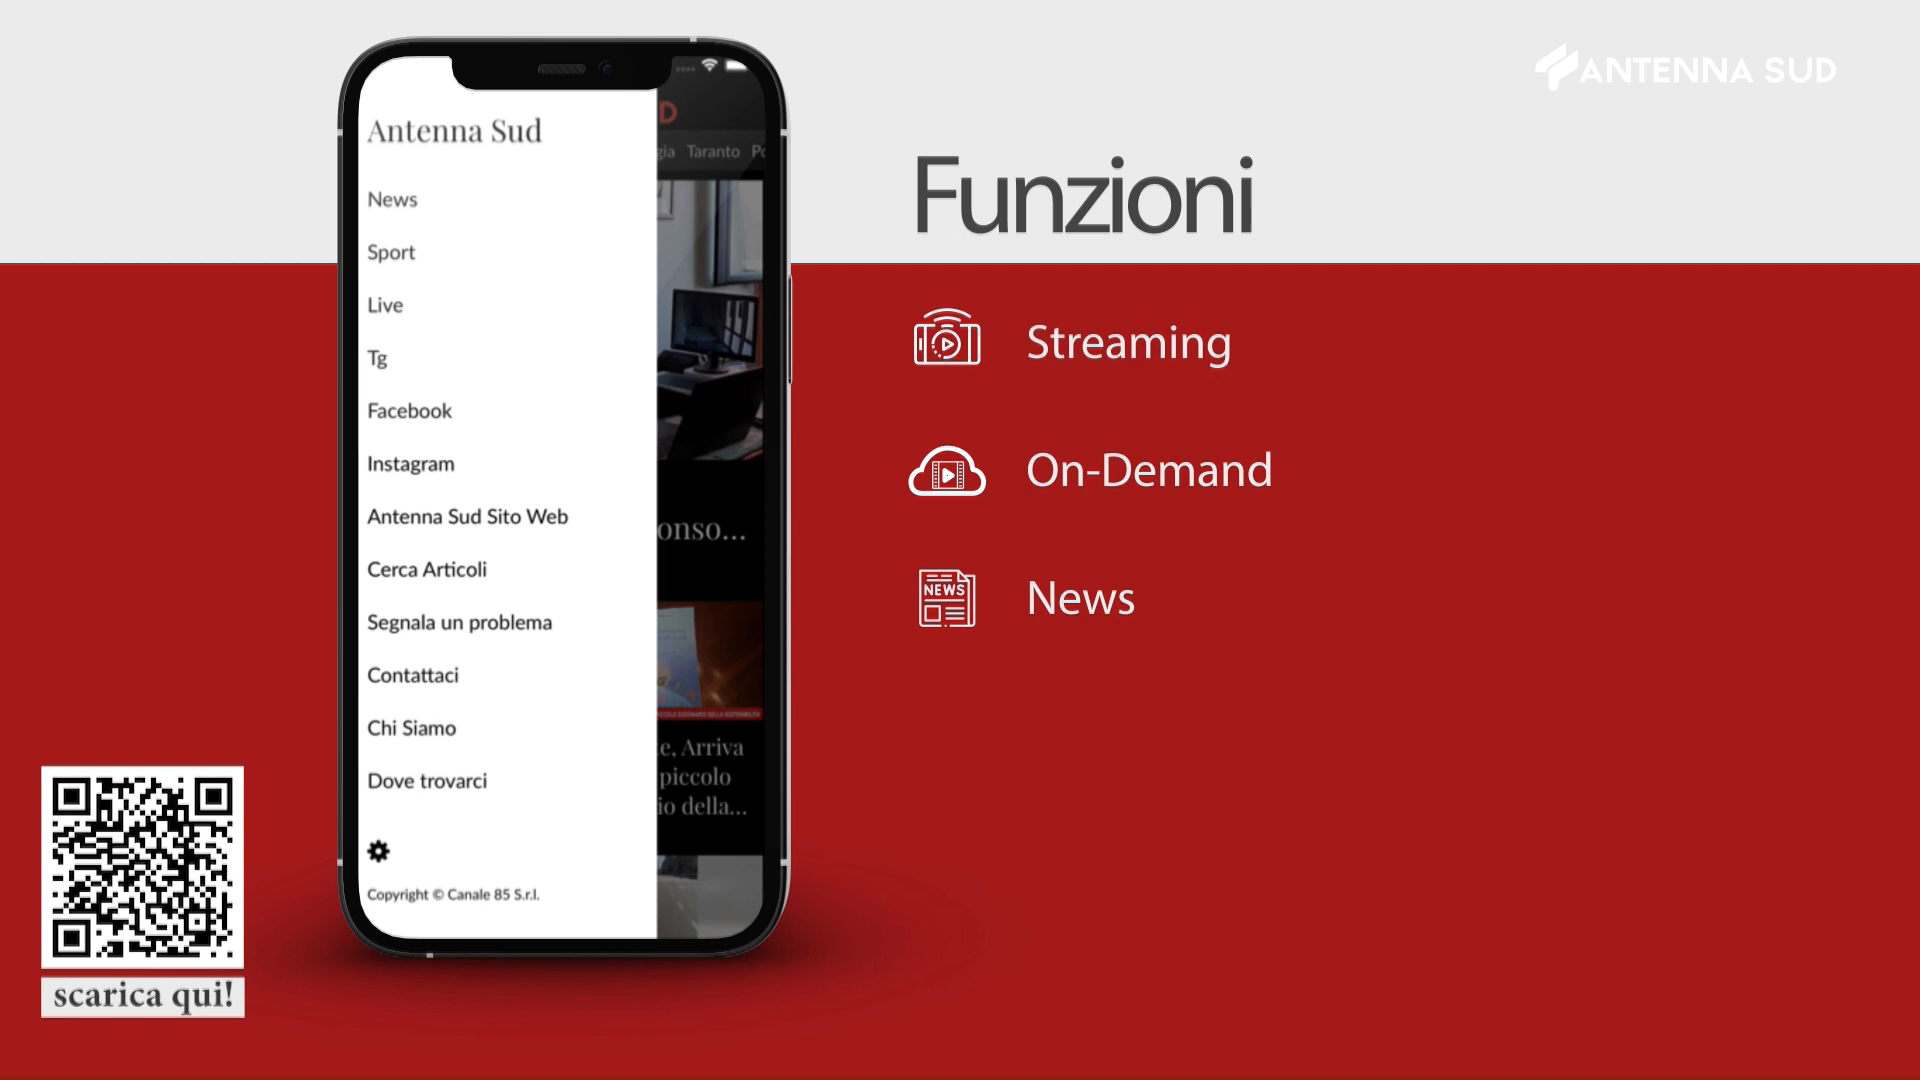 ANTENNA SUD
Funzioni
Streaming
On-Demand
NEWS
News
Antenna Sud
News
Sport
Live
Tg
Facebook
Instagram
Antenna Sud Sito Web
Cerca Articoli
Segnala un problema
Contattaci
Chi Siamo
Dove trovarci
Copyright © Canale 85 S.r.l.
D
gia Taranto Po
onso...
e, Arriva
piccolo
io della...
scarica qui!